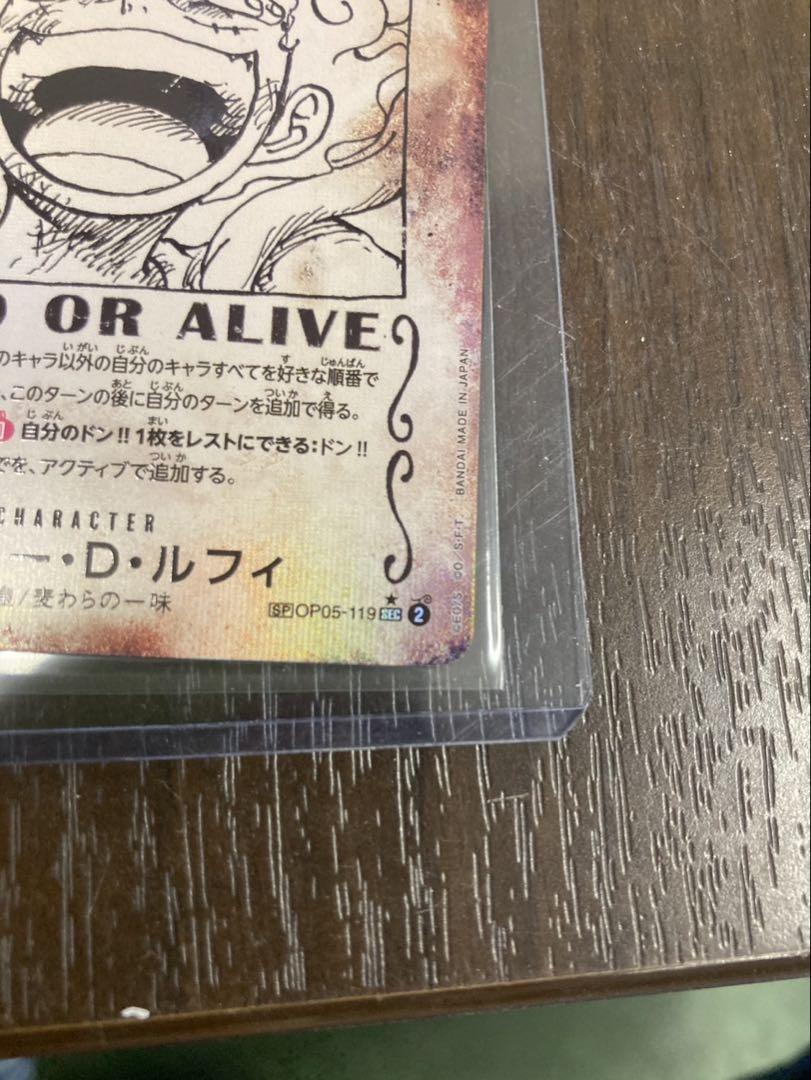 OR ALIVE
のキャラ以外の自分のキャラすべてを好きな順番で
、このターンの後に自分のターンを追加で得る。
自分のドン!!1枚をレストにできる:ドン!!
でを、アクティブで追加する。
CHARACTER
ー・D・ルフィ
/麦わらの一味
SP OP05-119 SEC 2
©E.O/S. ©O/S.F.T. BANDAI MADE IN JAPAN